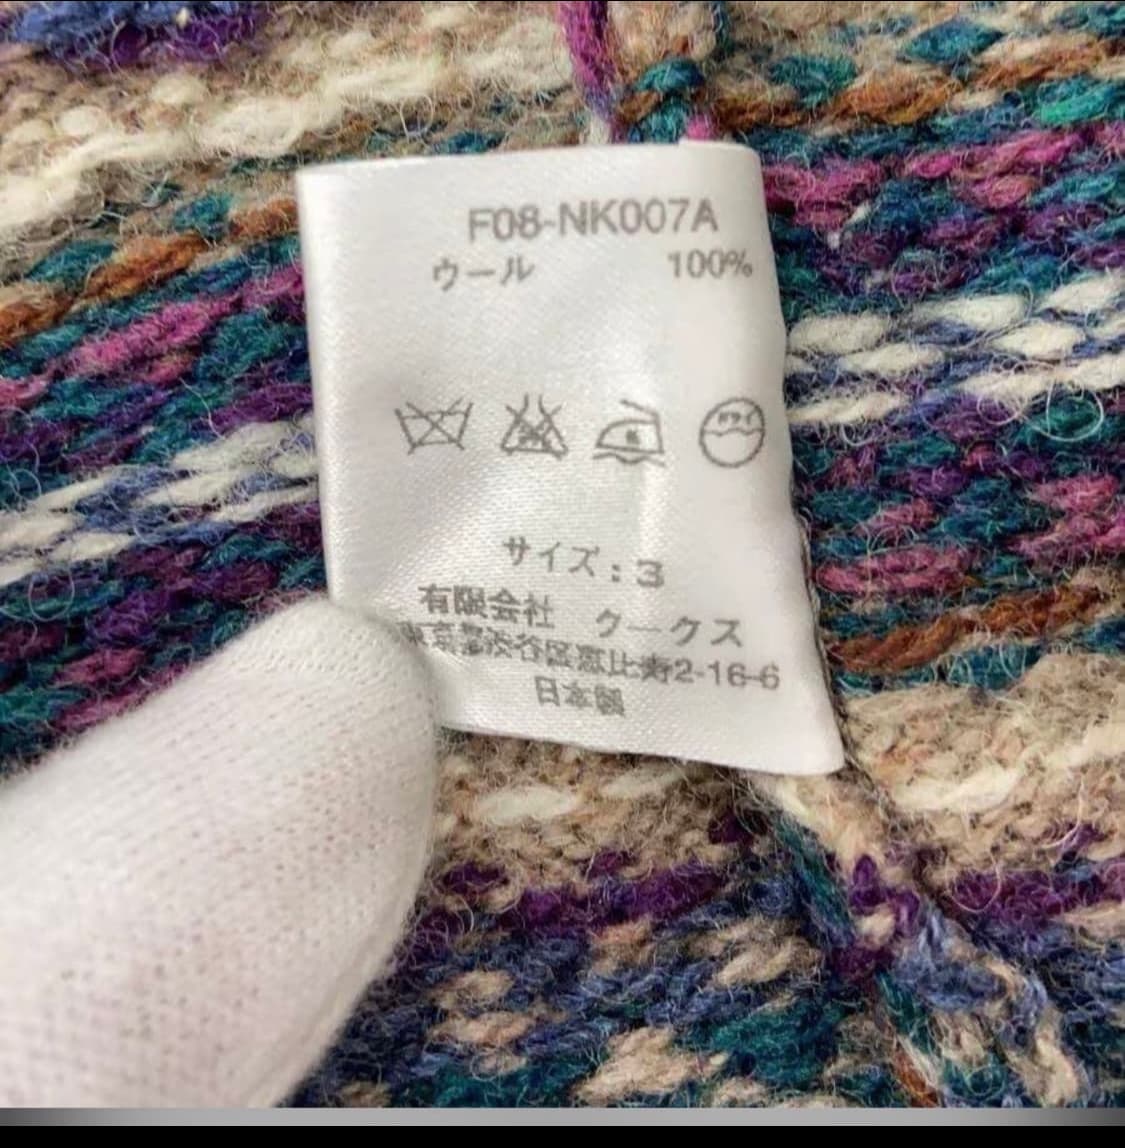 F08-NK007A
ウール 100%
ドライ
サイズ：3
有限会社 クークス
東京都渋谷区恵比寿2-16-6
日本製